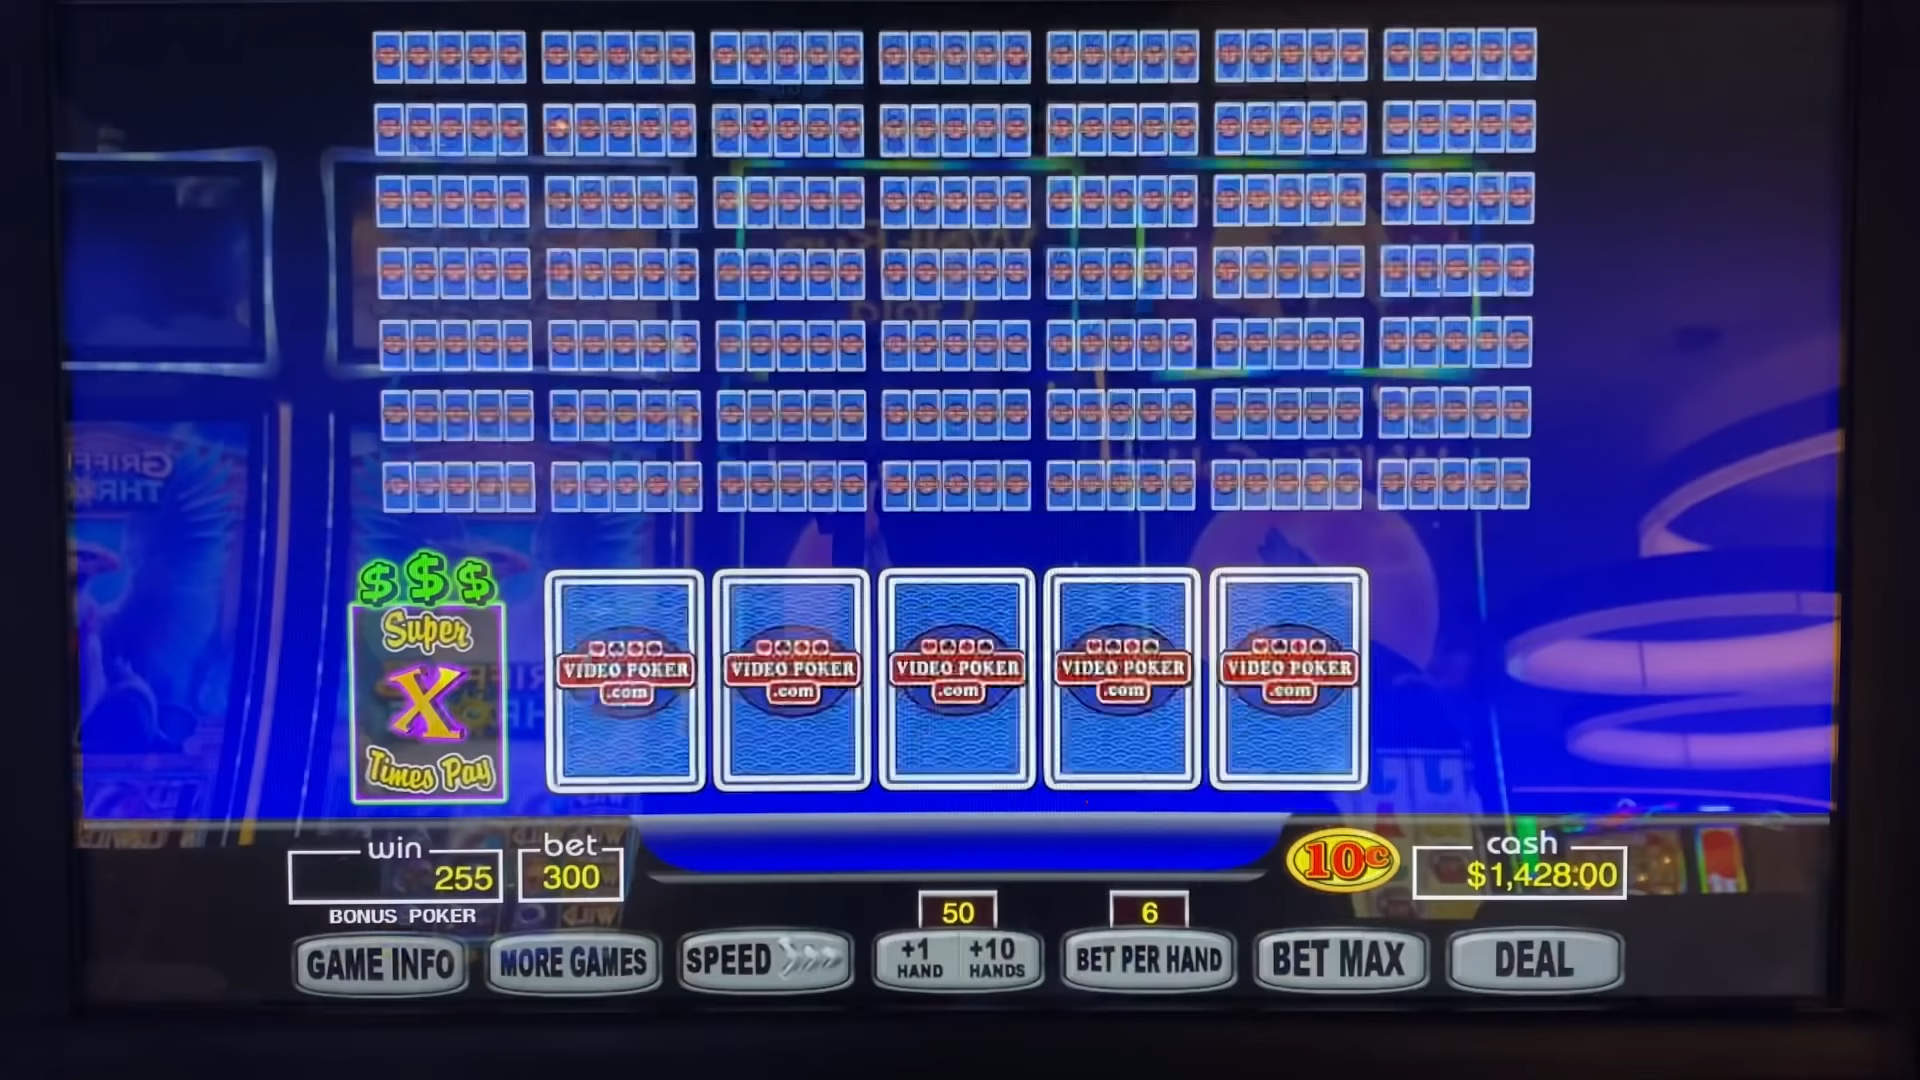 $ $ $
Super
X
Times Pay
VIDEO POKER
.com
VIDEO POKER
.com
VIDEO POKER
.com
VIDEO POKER
.com
VIDEO POKER
.com
win
255
BONUS POKER
bet
300
10¢
cash
$1,428.00
50
6
GAME INFO
MORE GAMES
SPEED
+1
HAND
+10
HANDS
BET PER HAND
BET MAX
DEAL